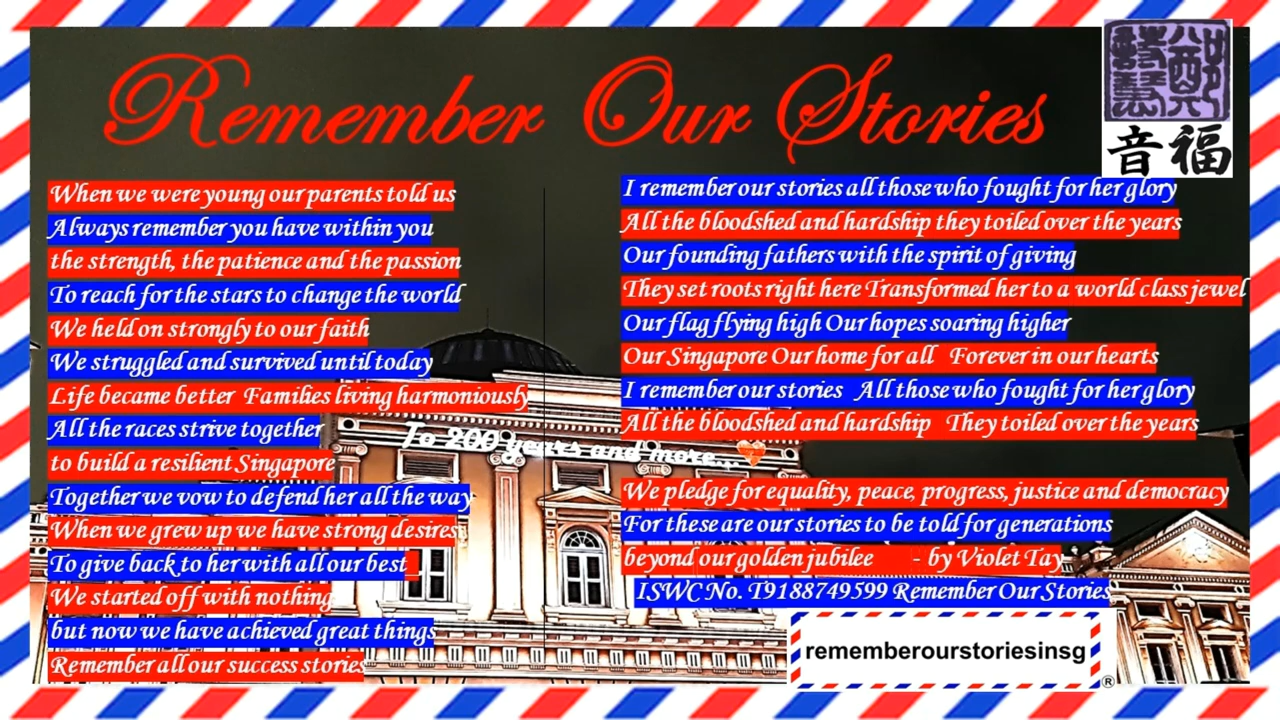 Remember Our Stories
音福
When we were young our parents told us
Always remember you have within you
the strength, the patience and the passion
To reach for the stars to change the world
We held on strongly to our faith
We struggled and survived until today
Life became better Families living harmoniously
All the races strive together
to build a resilient Singapore
Together we vow to defend her all the way
When we grew up we have strong desires
To give back to her with all our best
We started off with nothing
but now we have achieved great things
Remember all our success stories
To 200 years and more...
I remember our stories all those who fought for her glory
All the bloodshed and hardship they toiled over the years
Our founding fathers with the spirit of giving
They set roots right here Transformed her to a world class jewel
Our flag flying high Our hopes soaring higher
Our Singapore Our home for all Forever in our hearts
I remember our stories All those who fought for her glory
All the bloodshed and hardship They toiled over the years
We pledge for equality, peace, progress, justice and democracy
For these are our stories to be told for generations
beyond our golden jubilee - by Violet Tay
ISWC No. T9188749599 Remember Our Stories
rememberourstoriesinsg
®